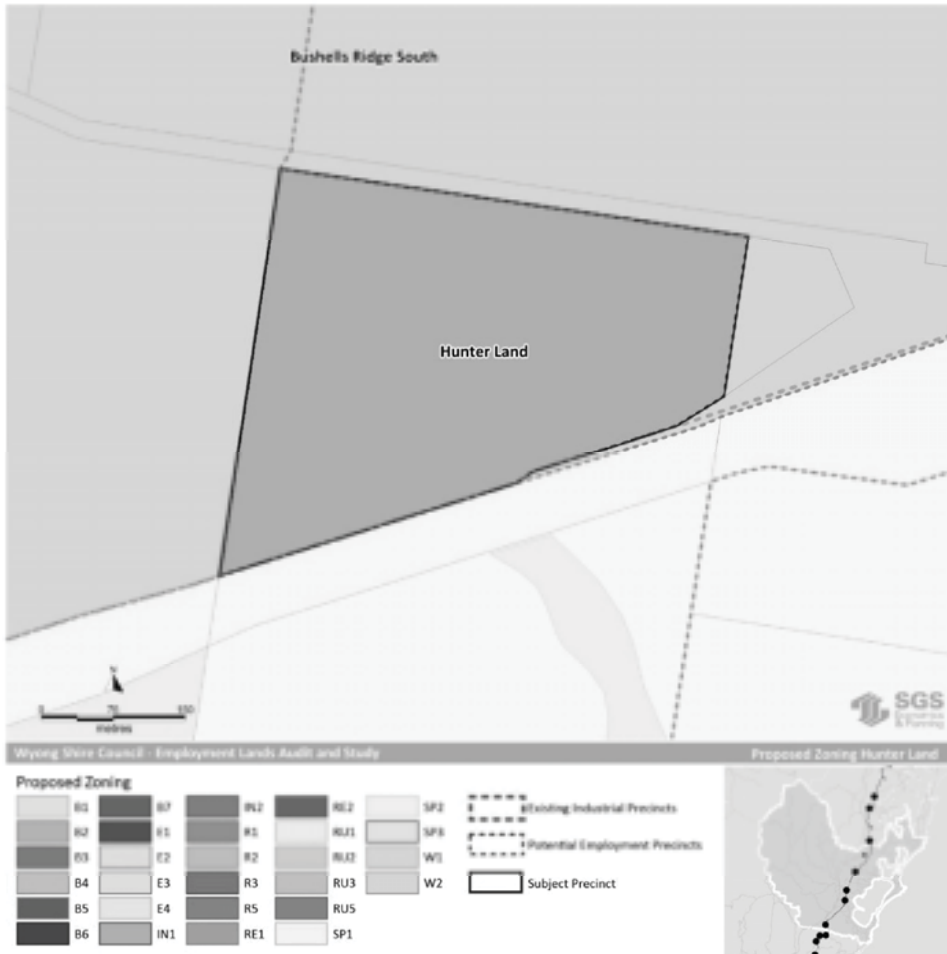 Bushells Ridge South
Hunter Land
N
0 75 150
metres
SGS
Economics
& Planning
Wyong Shire Council - Employment Lands Audit and Study
Proposed Zoning Hunter Land
Proposed Zoning
B1 B7 IN2 RE2 SP2
B2 E1 R1 RU1 SP3
B3 E2 R2 RU2 W1
B4 E3 R3 RU3 W2
B5 E4 R5 RU5
B6 IN1 RE1 SP1
Existing Industrial Precincts
Potential Employment Precincts
Subject Precinct